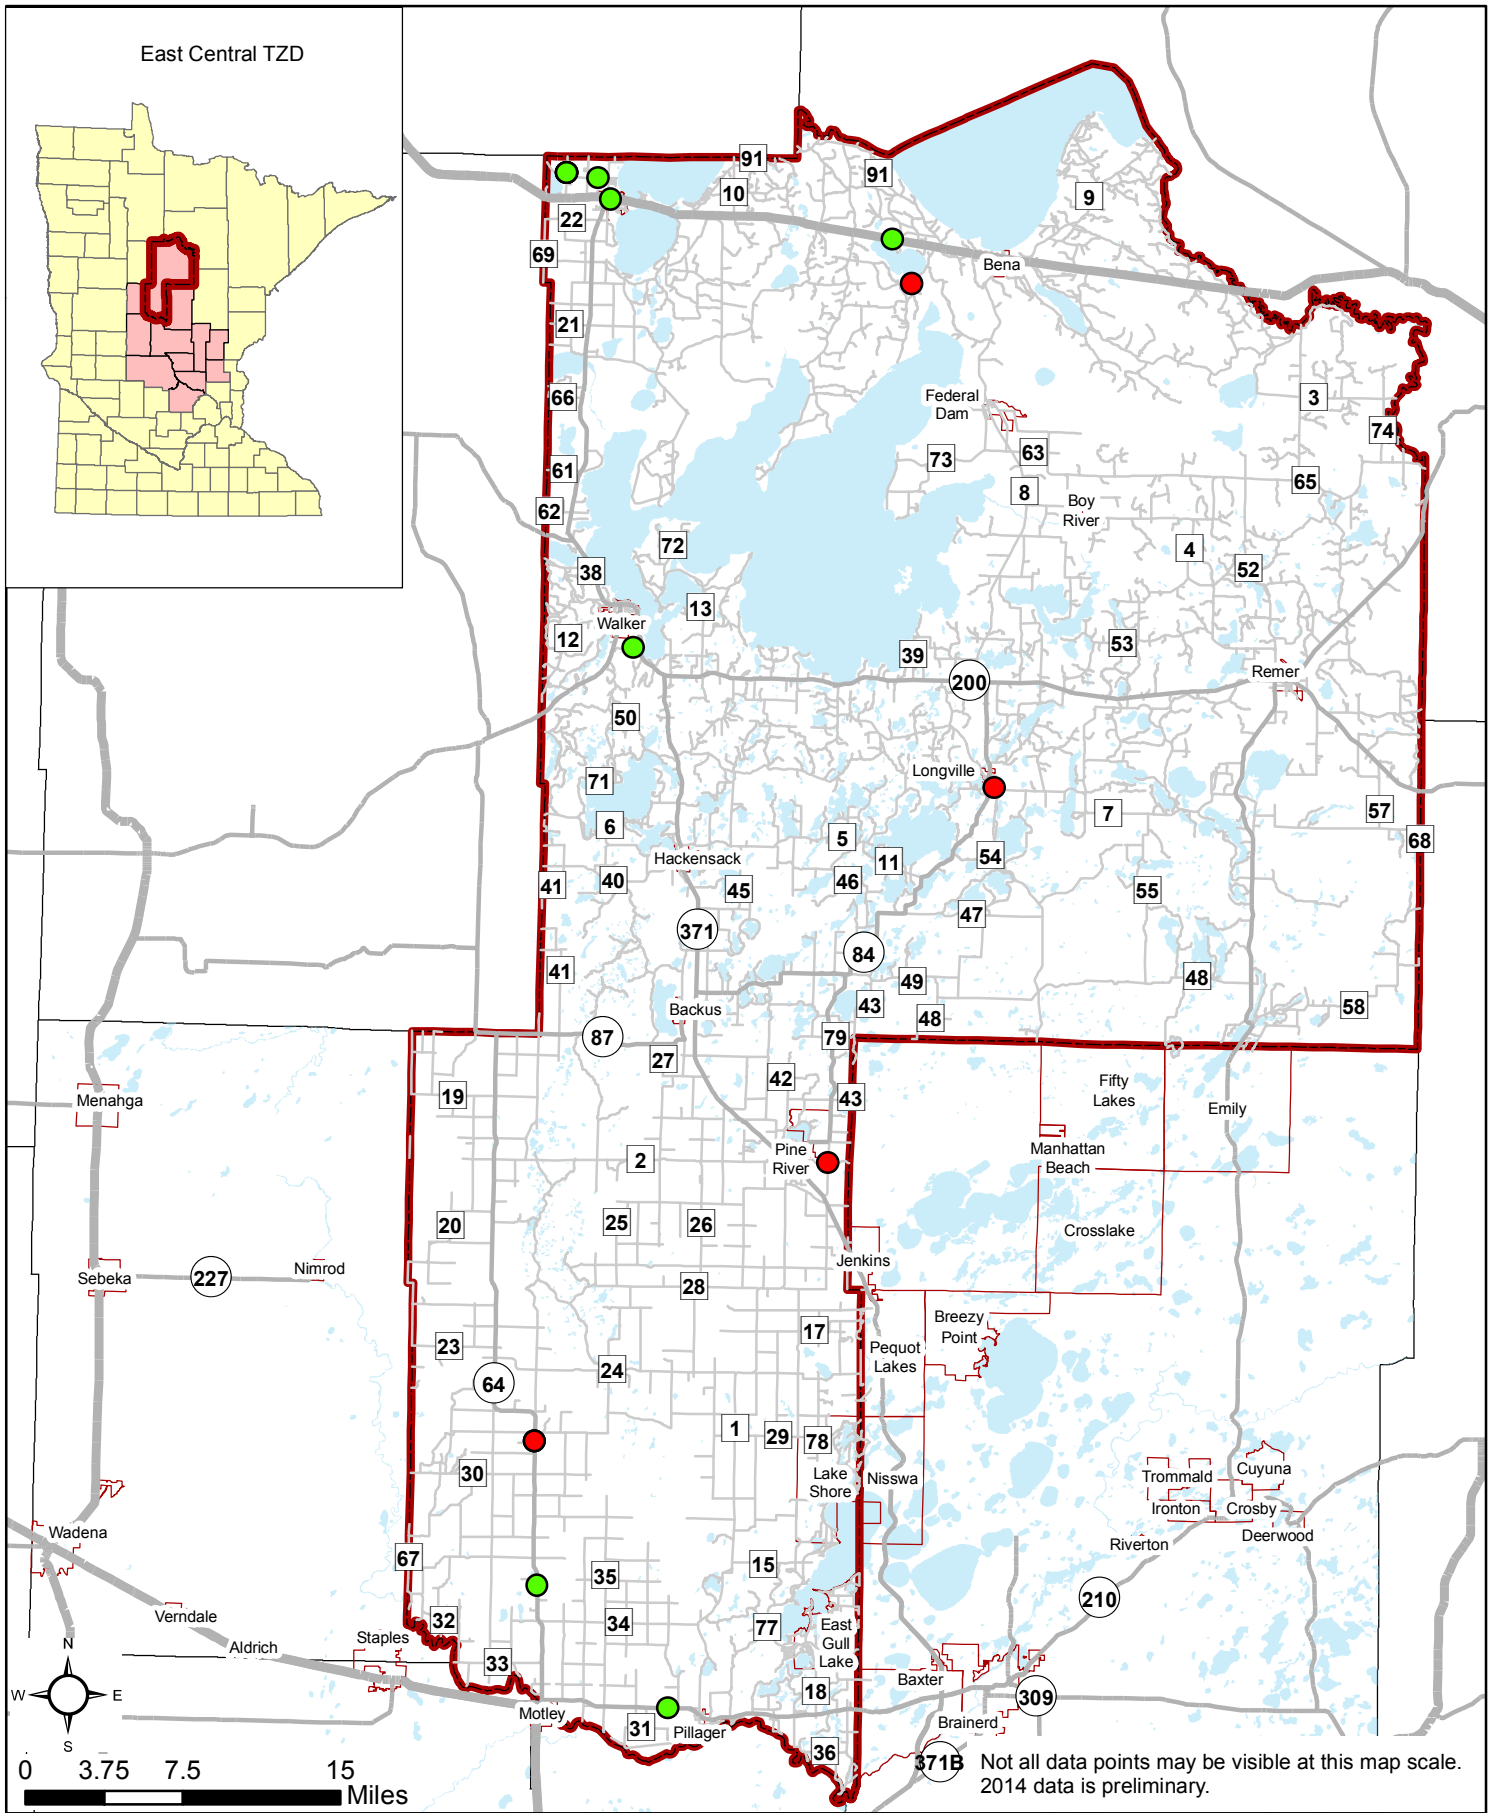 East Central TZD
91
91
10
9
22
69
Bena
21
66
Federal
Dam
3
74
73
63
61
65
8
62
Boy
River
72
4
38
52
13
Walker
12
53
39
Remer
200
50
Longville
71
57
7
6
5
68
Hackensack
54
11
41
40
46
45
55
47
371
84
41
49
48
43
58
Backus
48
87
79
27
42
Fifty
Lakes
19
43
Menahga
Emily
Manhattan
Beach
Pine
River
2
20
25
26
Crosslake
Jenkins
Nimrod
Sebeka
227
28
Breezy
Point
17
23
Pequot
Lakes
24
64
1
29
78
30
Lake
Shore
Nisswa
Trommald
Cuyuna
Ironton
Crosby
Deerwood
Wadena
Riverton
67
15
35
210
Verndale
32
34
77
East
Gull
Lake
Aldrich
Staples
33
N
W
E
S
Baxter
18
309
Motley
31
Pillager
Brainerd
36
371B
Not all data points may be visible at this map scale.
2014 data is preliminary.
0 3.75 7.5 15
Miles